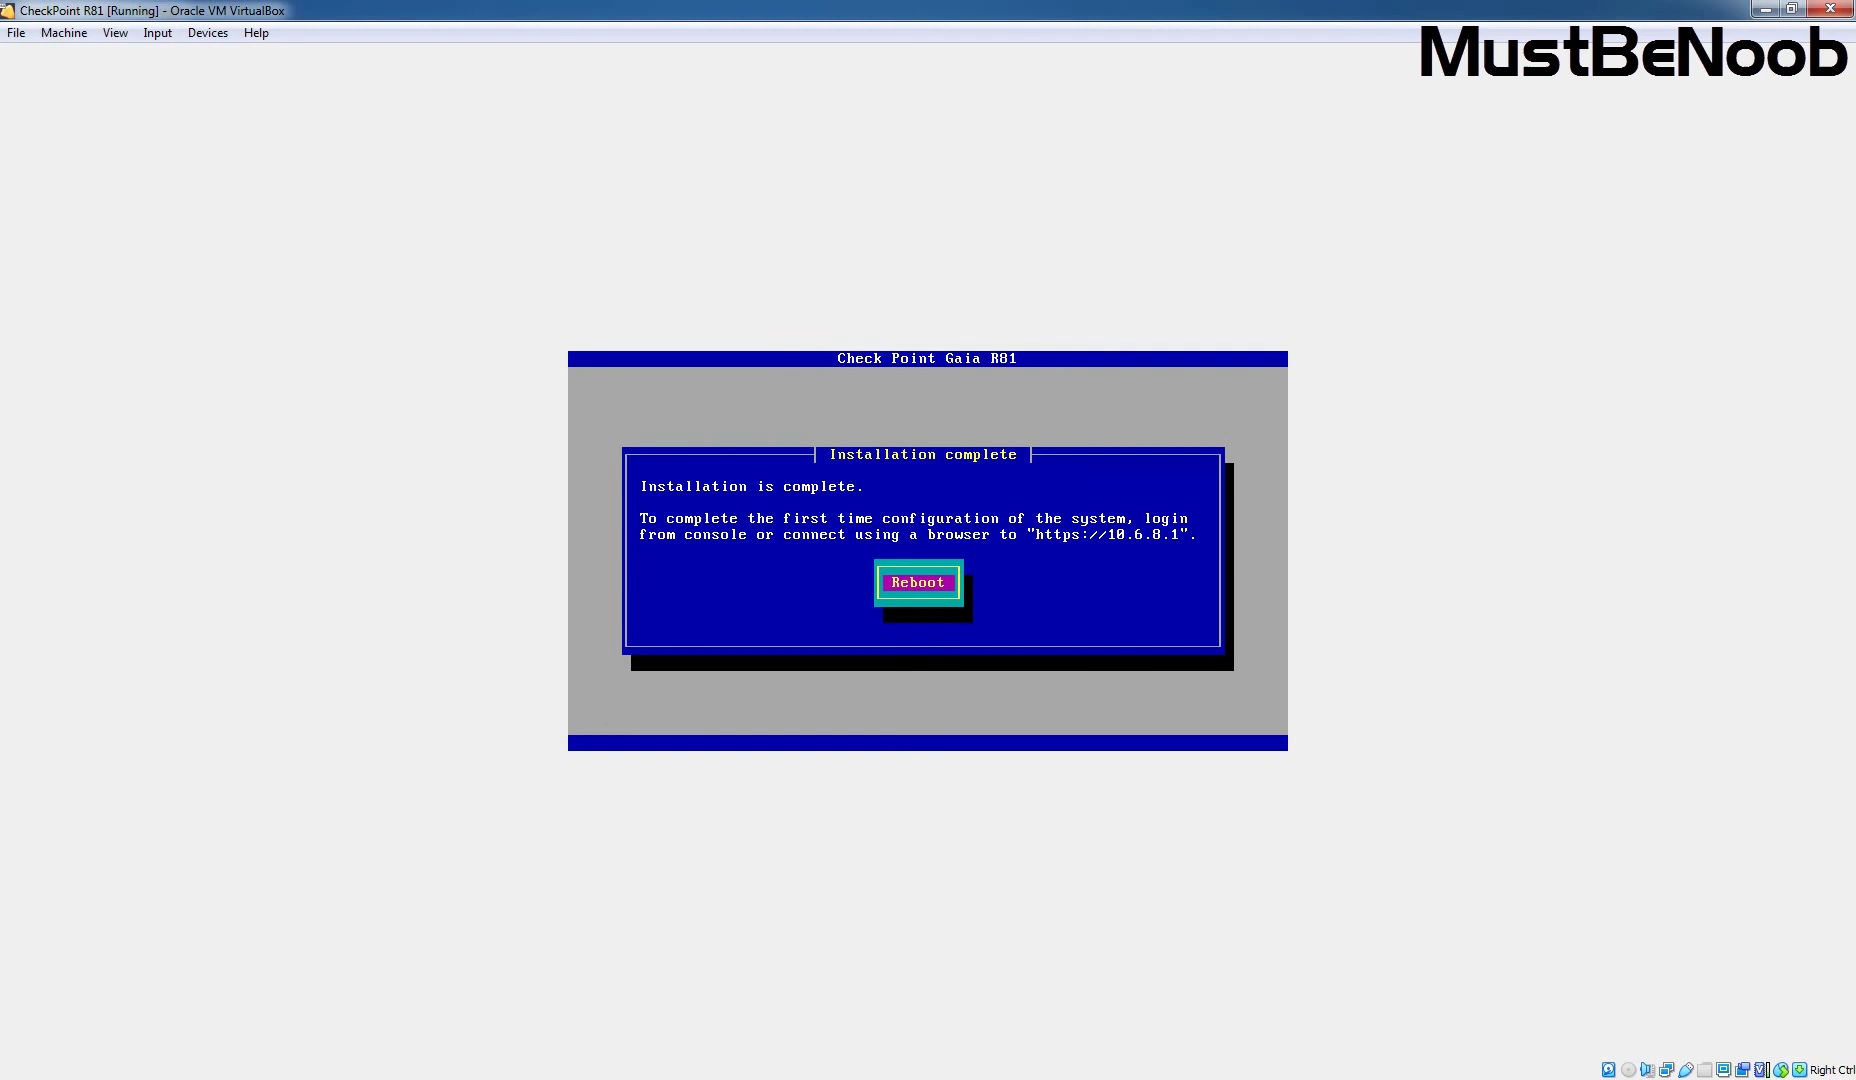 CheckPoint R81 [Running] - Oracle VM VirtualBox
File Machine View Input Devices Help
MustBeNoob
Check Point Gaia R81
Installation complete
Installation is complete.
To complete the first time configuration of the system, login
from console or connect using a browser to "https://10.6.8.1".
Reboot
Right Ctrl